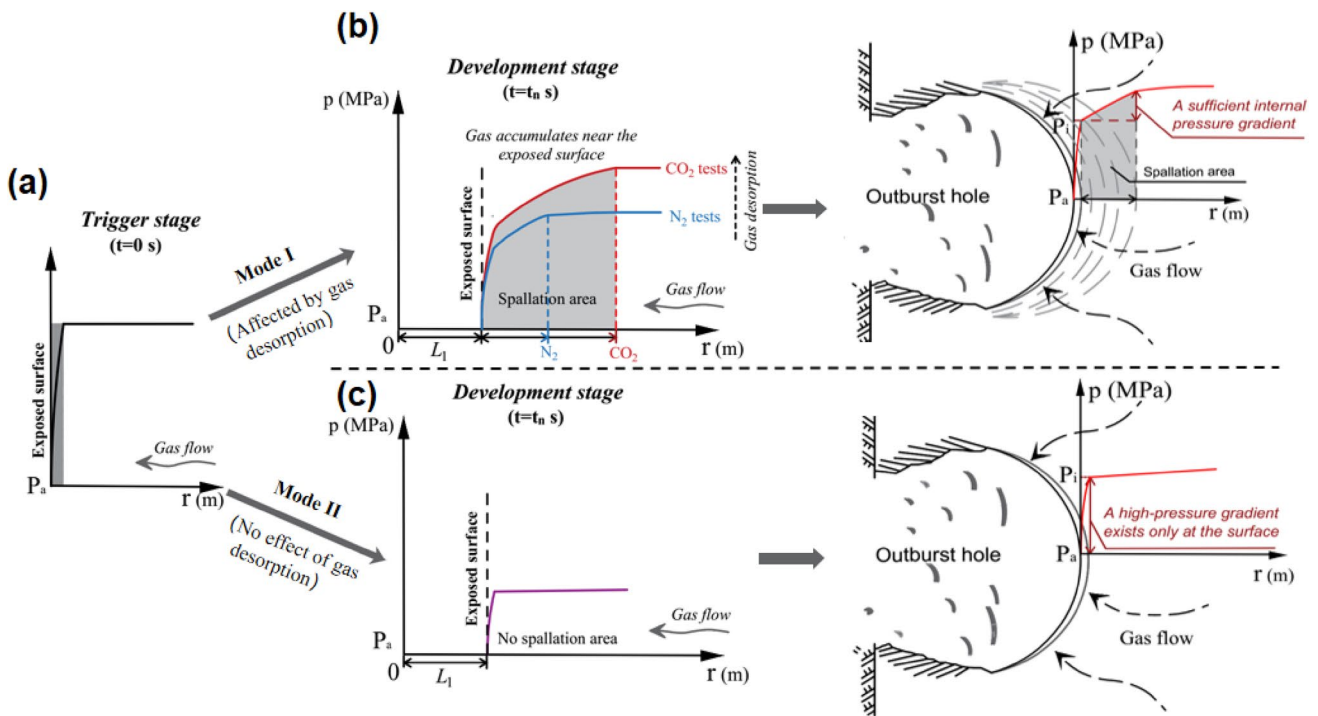 (a)
Trigger stage
(t=0 s)
Exposed surface
Gas flow
Pₐ
r (m)
Mode I
(Affected by gas
desorption)
Mode II
(No effect of gas
desorption)
(b)
Development stage
(t=tₙ s)
p (MPa)
Gas accumulates near the
exposed surface
Exposed surface
CO₂ tests
N₂ tests
Gas desorption
Spallation area
Gas flow
Pₐ
0
L₁
N₂
CO₂
r (m)
p (MPa)
A sufficient internal
pressure gradient
Pᵢ
Spallation area
Outburst hole
Pₐ
r (m)
Gas flow
(c)
Development stage
(t=tₙ s)
p (MPa)
Exposed surface
Gas flow
No spallation area
Pₐ
0
L₁
r (m)
p (MPa)
Pᵢ
A high-pressure gradient
exists only at the surface
Outburst hole
Pₐ
r (m)
Gas flow